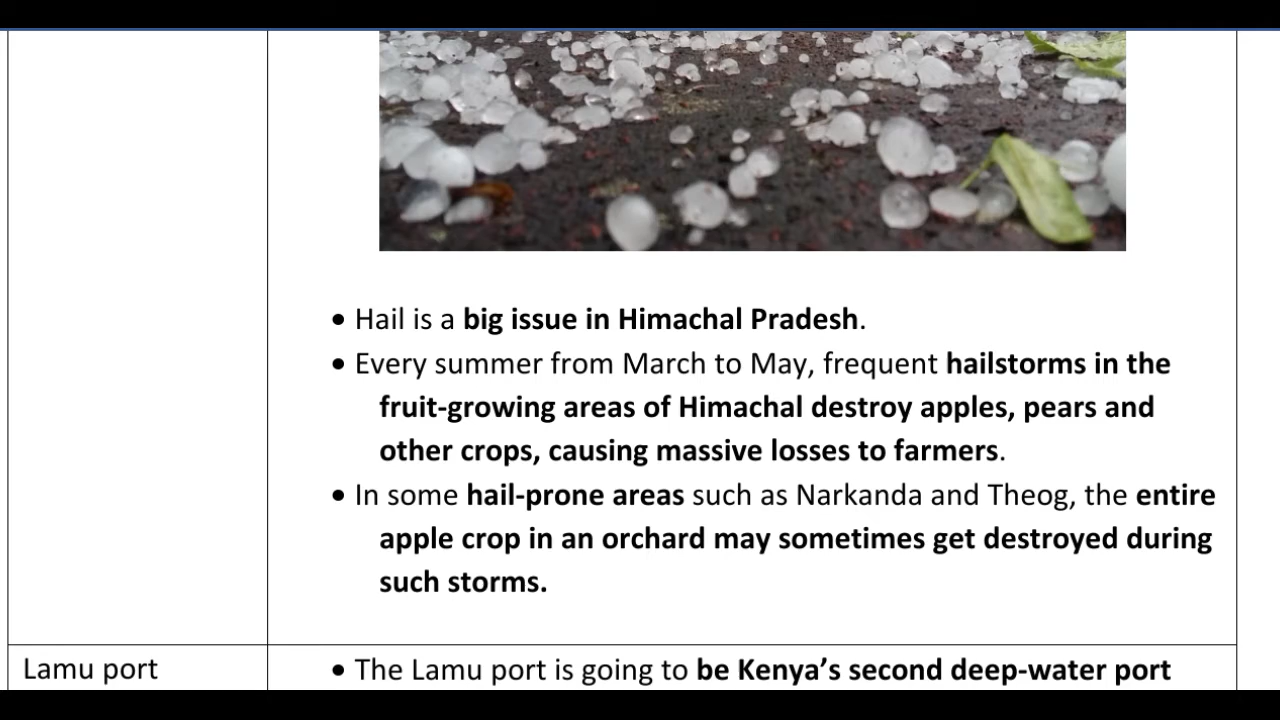 • Hail is a big issue in Himachal Pradesh.
• Every summer from March to May, frequent hailstorms in the
fruit-growing areas of Himachal destroy apples, pears and
other crops, causing massive losses to farmers.
• In some hail-prone areas such as Narkanda and Theog, the entire
apple crop in an orchard may sometimes get destroyed during
such storms.
Lamu port
• The Lamu port is going to be Kenya’s second deep-water port